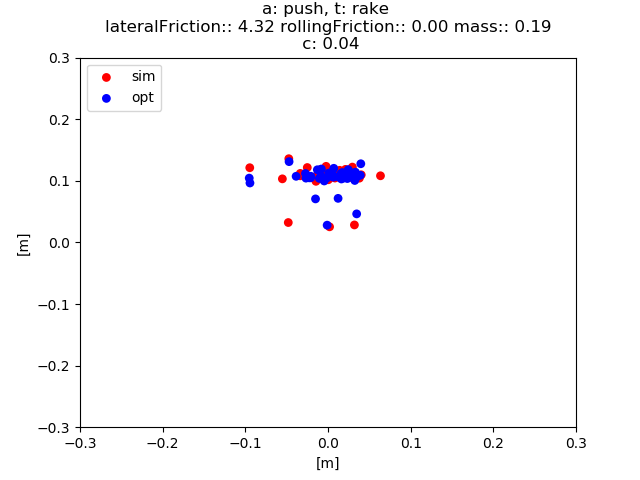 a: push, t: rake
lateralFriction:: 4.32 rollingFriction:: 0.00 mass:: 0.19
c: 0.04
sim
opt
0.3
0.2
0.1
0.0
−0.1
−0.2
−0.3
[m]
−0.3 −0.2 −0.1 0.0 0.1 0.2 0.3
[m]